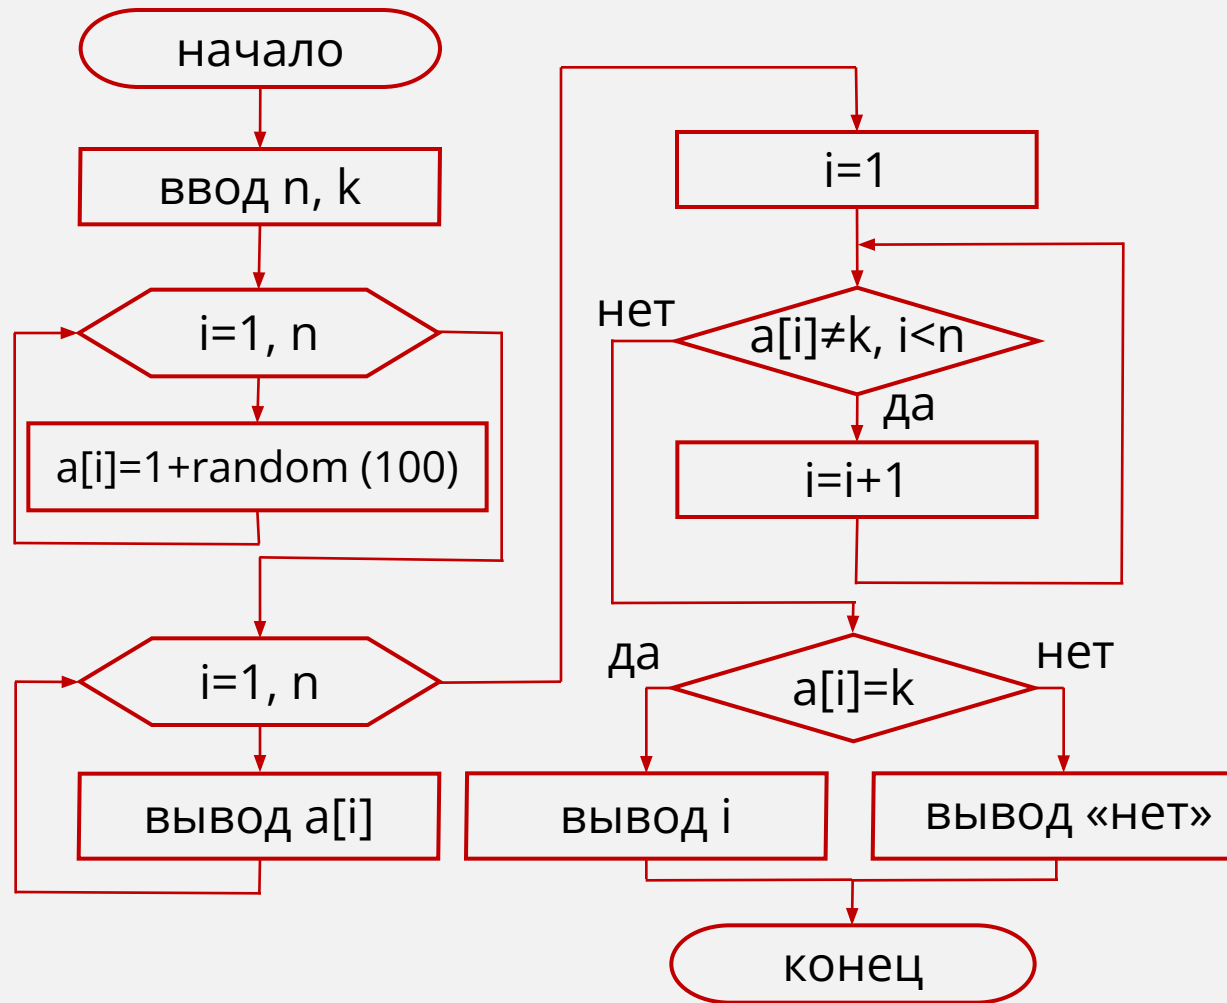 начало
ввод n, k
i=1, n
a[i]=1+random (100)
i=1, n
вывод a[i]
i=1
нет
a[i]≠k, i<n
да
i=i+1
да
нет
a[i]=k
вывод i
вывод «нет»
конец